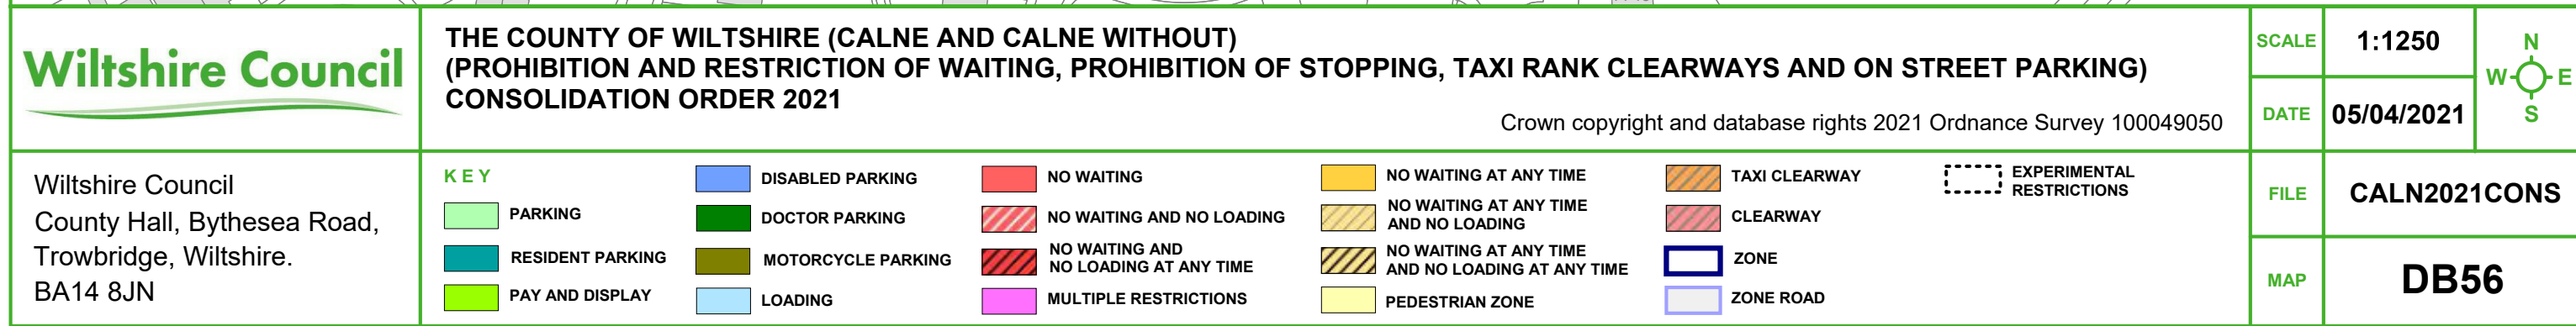 Wiltshire Council
THE COUNTY OF WILTSHIRE (CALNE AND CALNE WITHOUT)
(PROHIBITION AND RESTRICTION OF WAITING, PROHIBITION OF STOPPING, TAXI RANK CLEARWAYS AND ON STREET PARKING)
CONSOLIDATION ORDER 2021
Crown copyright and database rights 2021 Ordnance Survey 100049050
SCALE 1:1250
DATE 05/04/2021
N
W E
S
Wiltshire Council
County Hall, Bythesea Road,
Trowbridge, Wiltshire.
BA14 8JN
KEY
PARKING
RESIDENT PARKING
PAY AND DISPLAY
DISABLED PARKING
DOCTOR PARKING
MOTORCYCLE PARKING
LOADING
NO WAITING
NO WAITING AND NO LOADING
NO WAITING AND
NO LOADING AT ANY TIME
MULTIPLE RESTRICTIONS
NO WAITING AT ANY TIME
NO WAITING AT ANY TIME
AND NO LOADING
NO WAITING AT ANY TIME
AND NO LOADING AT ANY TIME
PEDESTRIAN ZONE
TAXI CLEARWAY
CLEARWAY
ZONE
ZONE ROAD
EXPERIMENTAL
RESTRICTIONS
FILE CALN2021CONS
MAP DB56